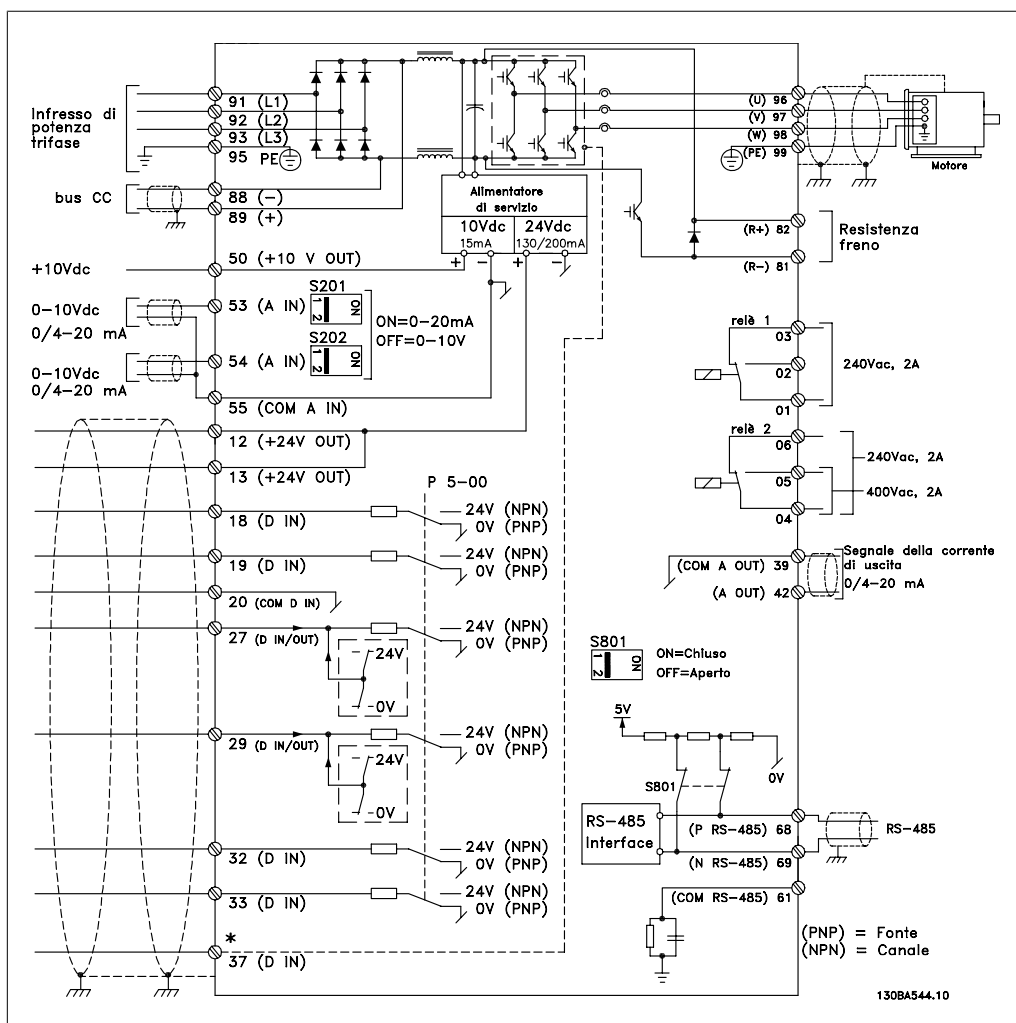 Infresso di
potenza
trifase
91 (L1)
92 (L2)
93 (L3)
95 PE
bus CC
88 (−)
89 (+)
+10Vdc
50 (+10 V OUT)
0−10Vdc
0/4−20 mA
53 (A IN)
S201
1 2
ON
ON=0−20mA
OFF=0−10V
S202
1 2
ON
0−10Vdc
0/4−20 mA
54 (A IN)
55 (COM A IN)
12 (+24V OUT)
13 (+24V OUT)
P 5-00
18 (D IN)
24V (NPN)
0V (PNP)
19 (D IN)
24V (NPN)
0V (PNP)
20 (COM D IN)
27 (D IN/OUT)
24V (NPN)
0V (PNP)
24V
0V
29 (D IN/OUT)
24V (NPN)
0V (PNP)
24V
0V
32 (D IN)
24V (NPN)
0V (PNP)
33 (D IN)
24V (NPN)
0V (PNP)
*
37 (D IN)
Alimentatore
di servizio
10Vdc
15mA
24Vdc
130/200mA
+ − + −
(U) 96
(V) 97
(W) 98
(PE) 99
Motore
(R+) 82
(R−) 81
Resistenza
freno
relè 1
03
02
01
240Vac, 2A
relè 2
06
05
04
240Vac, 2A
400Vac, 2A
(COM A OUT) 39
(A OUT) 42
Segnale della corrente
di uscita
0/4−20 mA
S801
1 2
ON
ON=Chiuso
OFF=Aperto
5V
S801
0V
RS-485
Interface
(P RS-485) 68
(N RS-485) 69
RS-485
(COM RS-485) 61
(PNP) = Fonte
(NPN) = Canale
130BA544.10